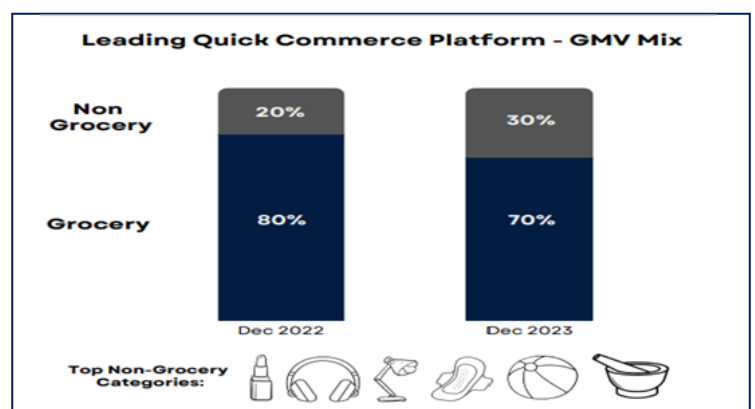 Leading Quick Commerce Platform - GMV Mix
Non
Grocery
20%
30%
Grocery
80%
70%
Dec 2022
Dec 2023
Top Non-Grocery
Categories: